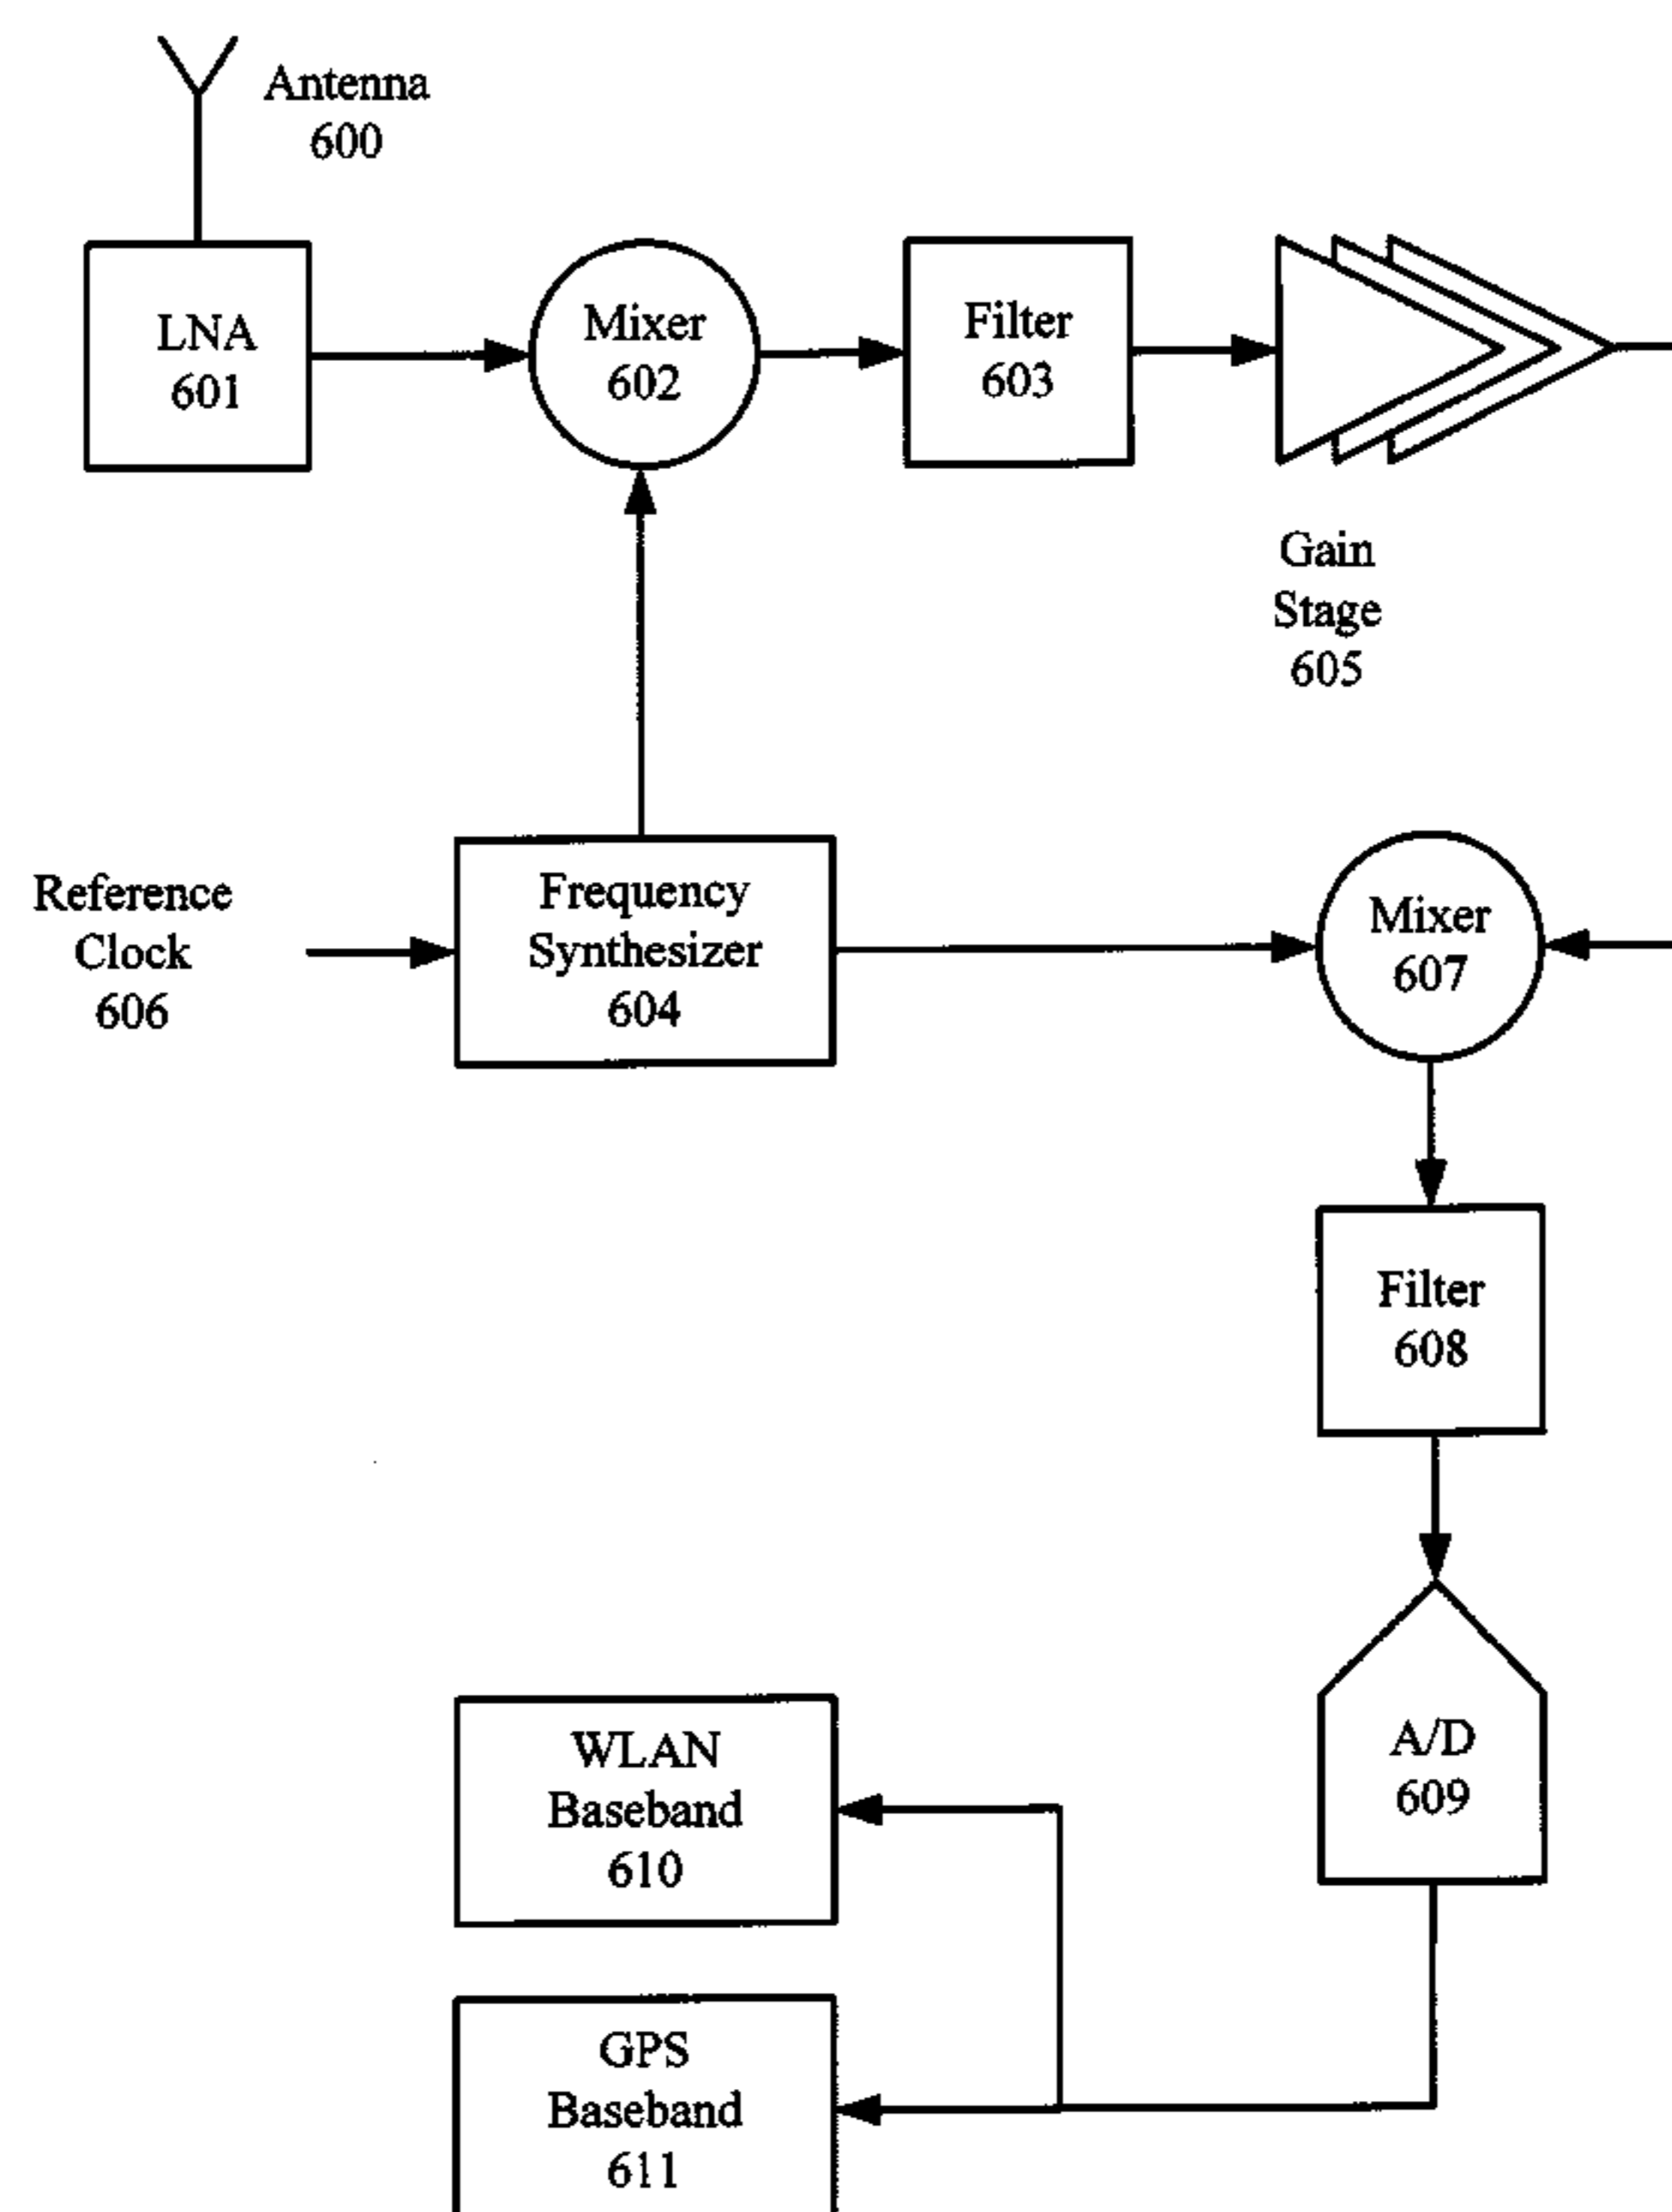 Antenna
600
LNA
601
Mixer
602
Filter
603
Gain
Stage
605
Reference
Clock
606
Frequency
Synthesizer
604
Mixer
607
Filter
608
A/D
609
WLAN
Baseband
610
GPS
Baseband
611